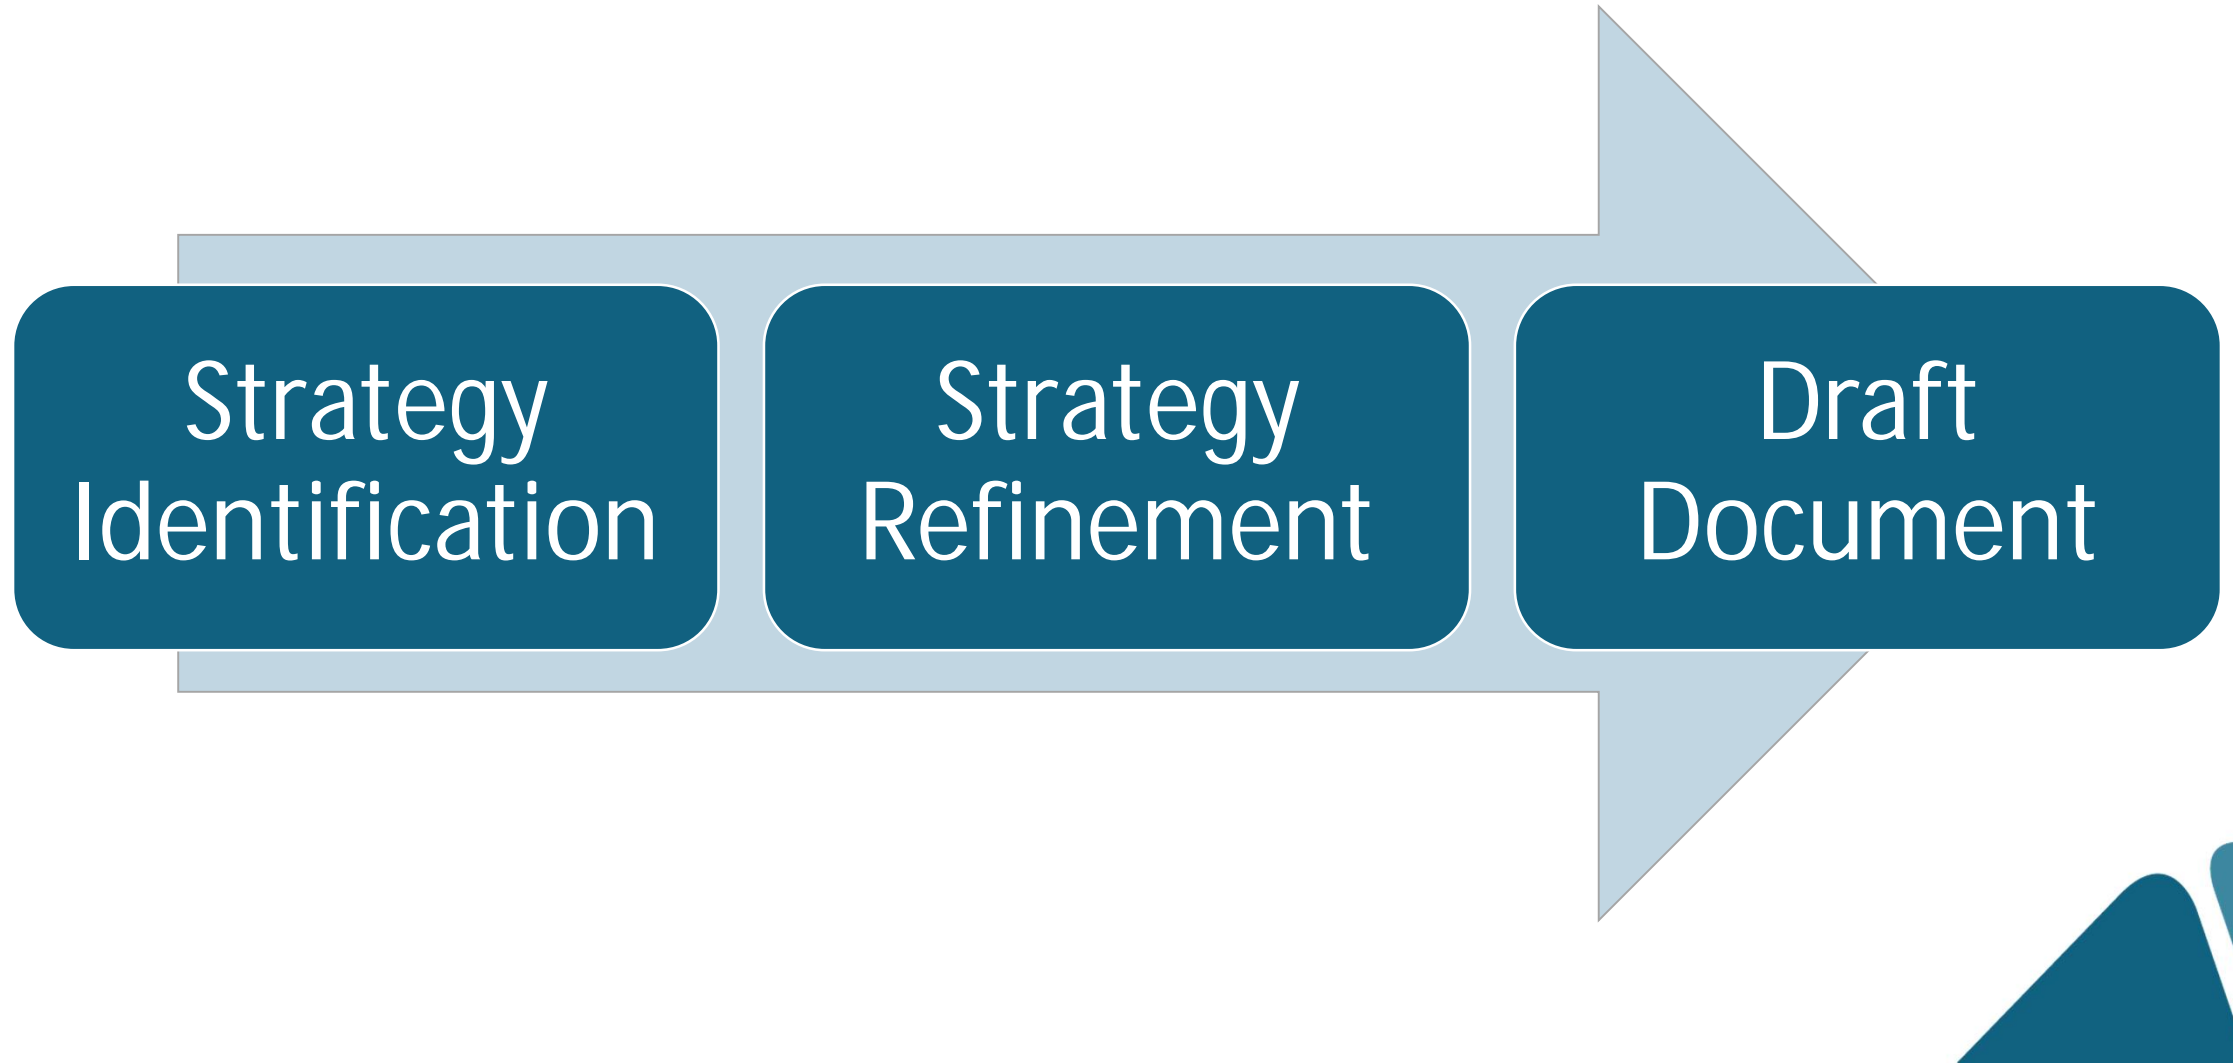 Strategy
Identification
Strategy
Refinement
Draft
Document